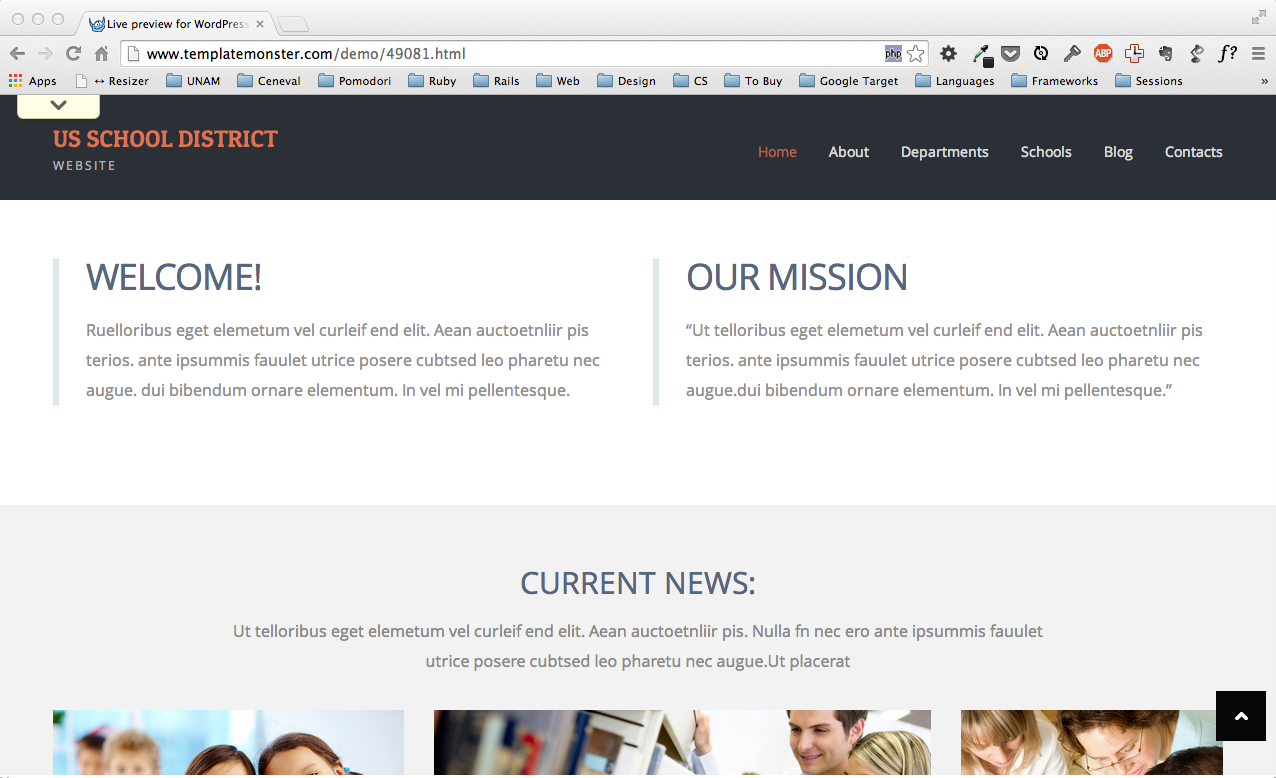 Live preview for WordPress
www.templatemonster.com/demo/49081.html
php
ABP
f?
Apps
↔ Resizer
UNAM
Ceneval
Pomodori
Ruby
Rails
Web
Design
CS
To Buy
Google Target
Languages
Frameworks
Sessions
»
US SCHOOL DISTRICT
WEBSITE
Home
About
Departments
Schools
Blog
Contacts
WELCOME!
Ruelloribus eget elemetum vel curleif end elit. Aean auctoetnliir pis
terios. ante ipsummis fauulet utrice posere cubtsed leo pharetu nec
augue. dui bibendum ornare elementum. In vel mi pellentesque.
OUR MISSION
“Ut telloribus eget elemetum vel curleif end elit. Aean auctoetnliir pis
terios. ante ipsummis fauulet utrice posere cubtsed leo pharetu nec
augue.dui bibendum ornare elementum. In vel mi pellentesque.”
CURRENT NEWS:
Ut telloribus eget elemetum vel curleif end elit. Aean auctoetnliir pis. Nulla fn nec ero ante ipsummis fauulet
utrice posere cubtsed leo pharetu nec augue.Ut placerat